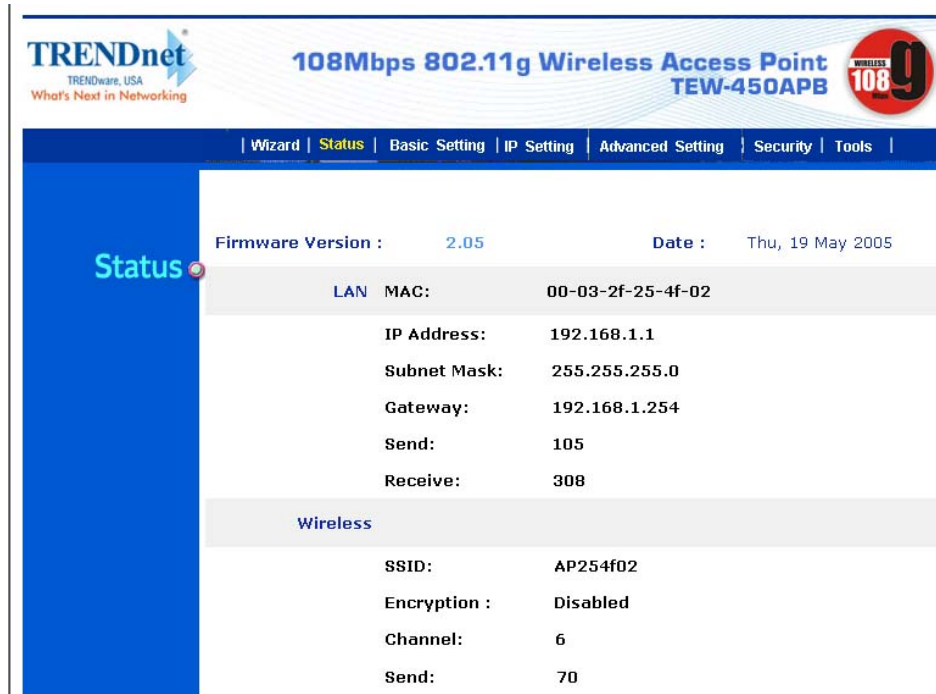 TRENDnet
TRENDware, USA
What's Next in Networking
108Mbps 802.11g Wireless Access Point
TEW-450APB
WIRELESS
108 g
Mbps
| Wizard | Status | Basic Setting | IP Setting | Advanced Setting | Security | Tools |
Status
Firmware Version : 2.05 Date : Thu, 19 May 2005
LAN MAC: 00-03-2f-25-4f-02
IP Address: 192.168.1.1
Subnet Mask: 255.255.255.0
Gateway: 192.168.1.254
Send: 105
Receive: 308
Wireless
SSID: AP254f02
Encryption : Disabled
Channel: 6
Send: 70